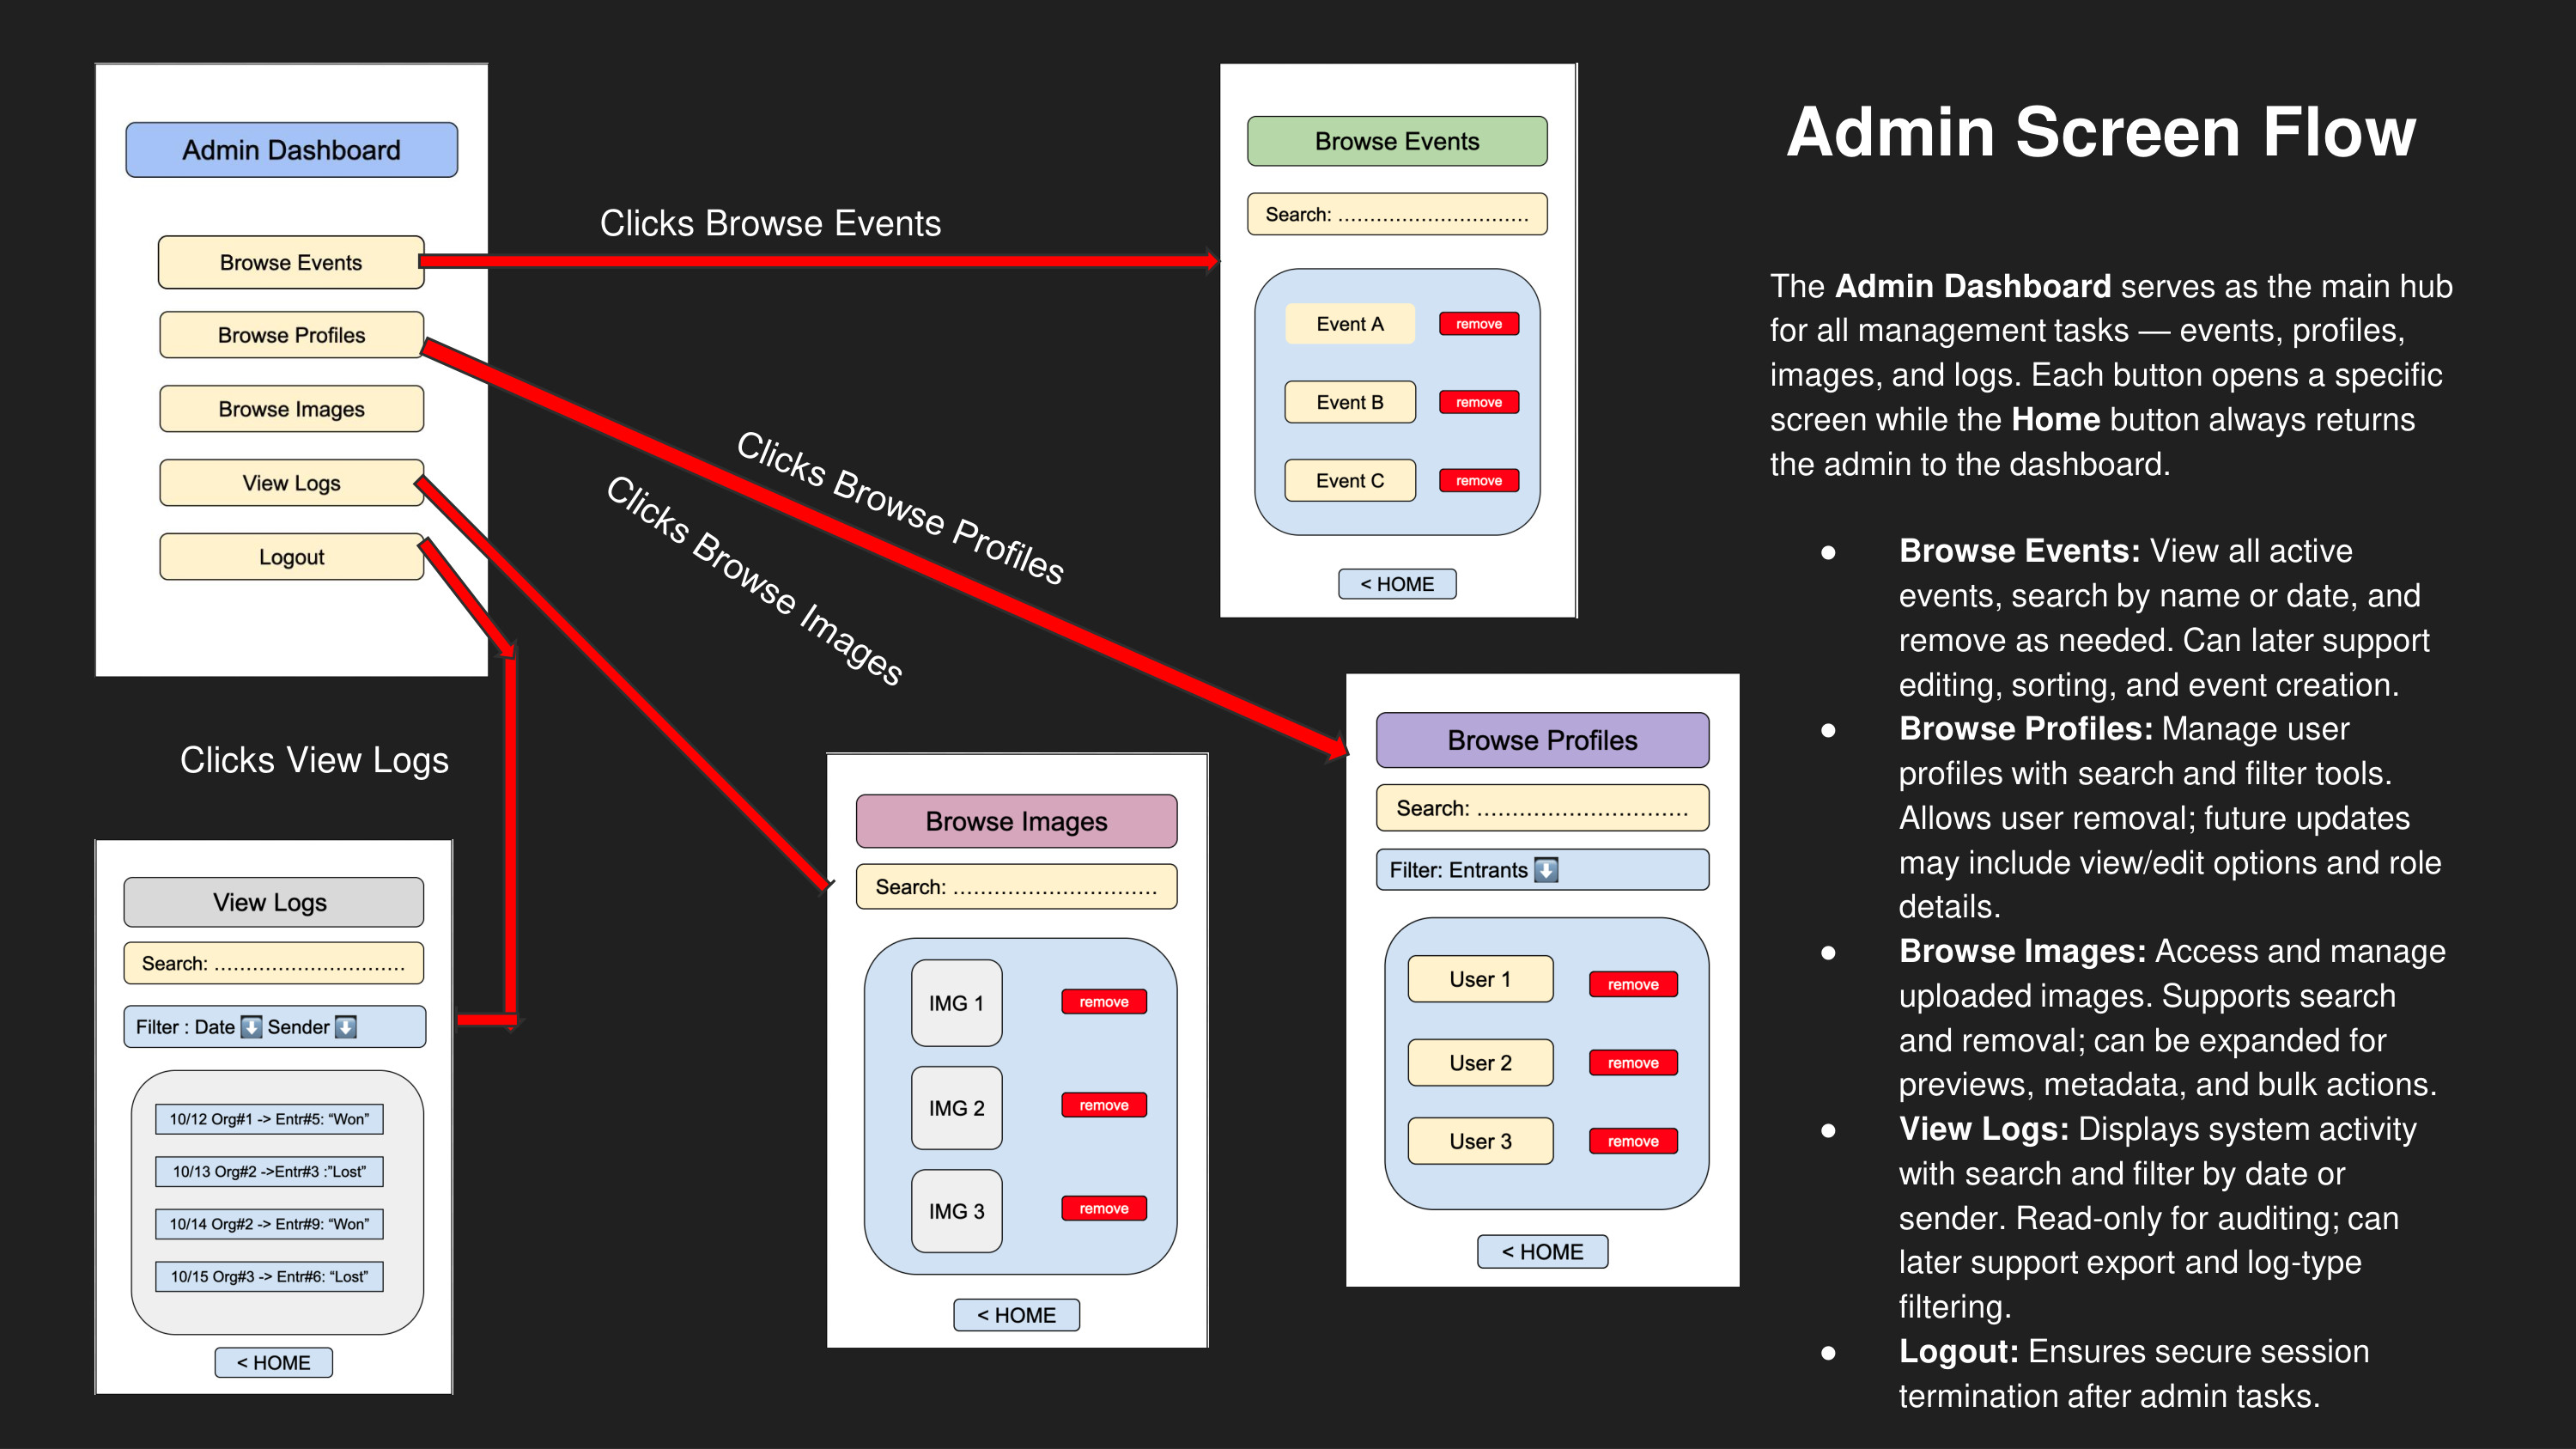 Admin Screen Flow
Admin Dashboard
Browse Events
Browse Profiles
Browse Images
View Logs
Logout
Clicks Browse Events
Clicks Browse Profiles
Clicks Browse Images
Clicks View Logs
Browse Events
Search: ..............................
Event A remove
Event B remove
Event C remove
< HOME
Browse Profiles
Search: ..............................
Filter: Entrants ⬇️
User 1 remove
User 2 remove
User 3 remove
< HOME
Browse Images
Search: ..............................
IMG 1 remove
IMG 2 remove
IMG 3 remove
< HOME
View Logs
Search: ..............................
Filter : Date ⬇️ Sender ⬇️
10/12 Org#1 -> Entr#5: “Won”
10/13 Org#2 ->Entr#3 :”Lost”
10/14 Org#2 -> Entr#9: “Won”
10/15 Org#3 -> Entr#6: “Lost”
< HOME
The Admin Dashboard serves as the main hub
for all management tasks — events, profiles,
images, and logs. Each button opens a specific
screen while the Home button always returns
the admin to the dashboard.
● Browse Events: View all active
events, search by name or date, and
remove as needed. Can later support
editing, sorting, and event creation.
● Browse Profiles: Manage user
profiles with search and filter tools.
Allows user removal; future updates
may include view/edit options and role
details.
● Browse Images: Access and manage
uploaded images. Supports search
and removal; can be expanded for
previews, metadata, and bulk actions.
● View Logs: Displays system activity
with search and filter by date or
sender. Read-only for auditing; can
later support export and log-type
filtering.
● Logout: Ensures secure session
termination after admin tasks.